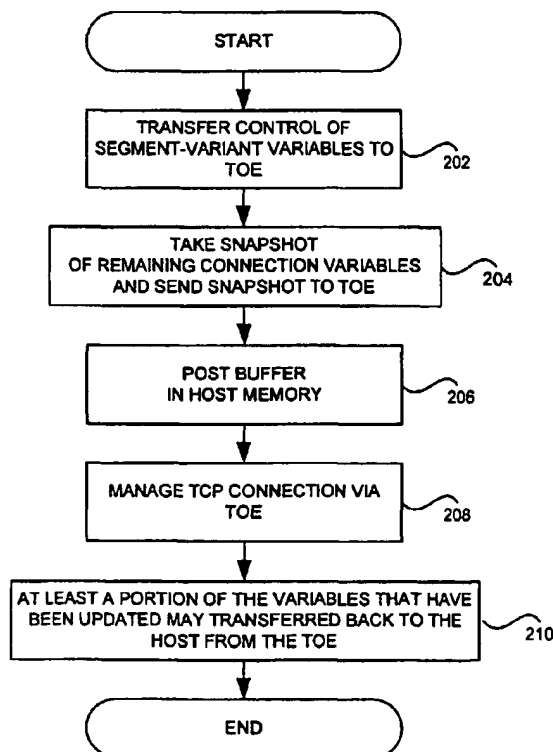 START
TRANSFER CONTROL OF
SEGMENT-VARIANT VARIABLES TO
TOE
202
TAKE SNAPSHOT
OF REMAINING CONNECTION VARIABLES
AND SEND SNAPSHOT TO TOE
204
POST BUFFER
IN HOST MEMORY
206
MANAGE TCP CONNECTION VIA
TOE
208
AT LEAST A PORTION OF THE VARIABLES THAT HAVE
BEEN UPDATED MAY TRANSFERRED BACK TO THE
HOST FROM THE TOE
210
END